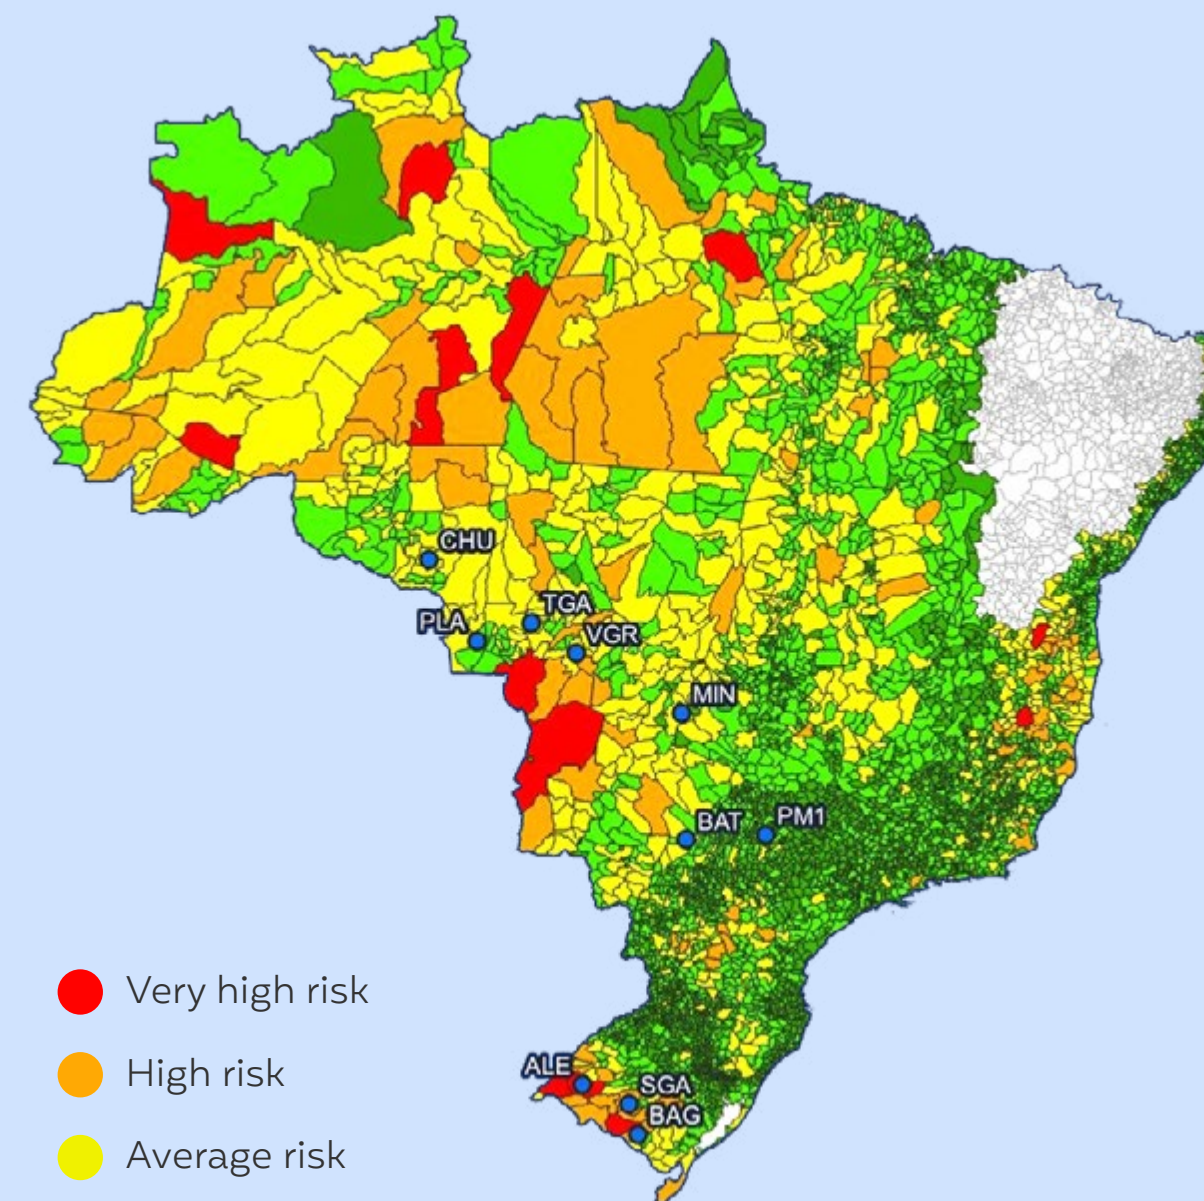 CHU
TGA
PLA
VGR
MIN
BAT
PM1
Very high risk
High risk
ALE
SGA
BAG
Average risk